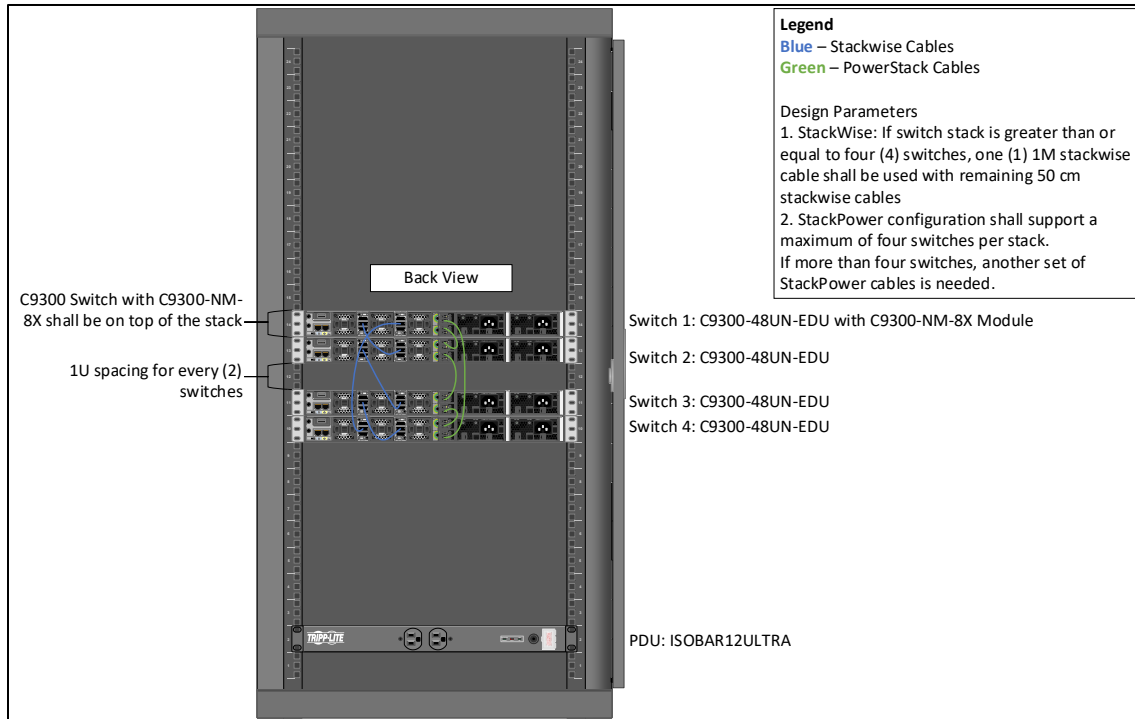 Legend
Blue – Stackwise Cables
Green – PowerStack Cables
Design Parameters
1. StackWise: If switch stack is greater than or
equal to four (4) switches, one (1) 1M stackwise
cable shall be used with remaining 50 cm
stackwise cables
2. StackPower configuration shall support a
maximum of four switches per stack.
If more than four switches, another set of
StackPower cables is needed.
Back View
C9300 Switch with C9300-NM-
8X shall be on top of the stack
1U spacing for every (2)
switches
Switch 1: C9300-48UN-EDU with C9300-NM-8X Module
Switch 2: C9300-48UN-EDU
Switch 3: C9300-48UN-EDU
Switch 4: C9300-48UN-EDU
TRIPP·LITE
PDU: ISOBAR12ULTRA